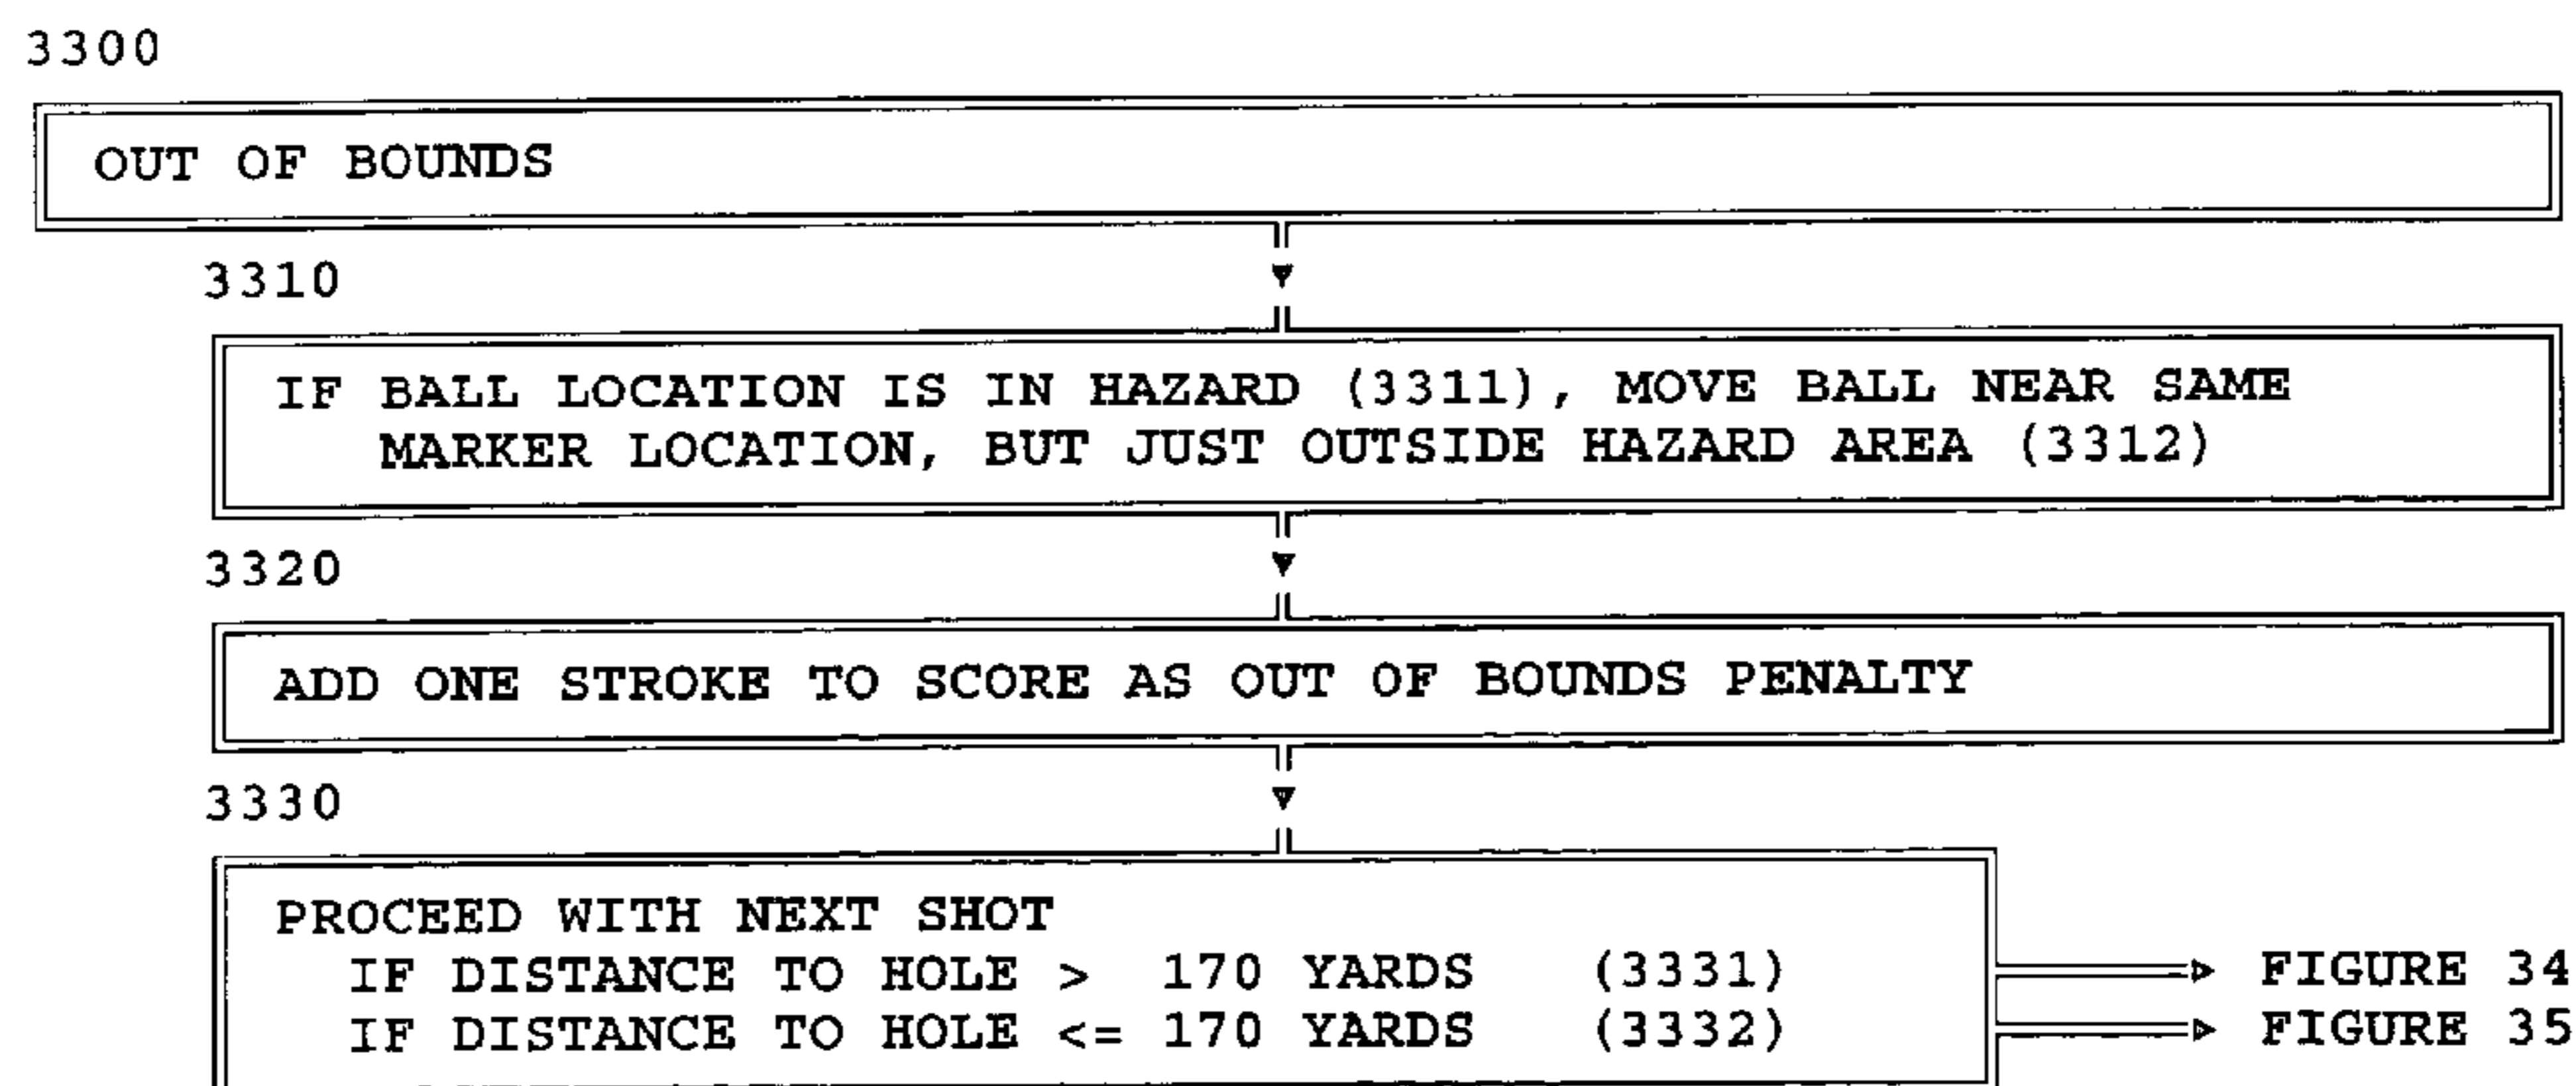 3300
OUT OF BOUNDS
3310
IF BALL LOCATION IS IN HAZARD (3311), MOVE BALL NEAR SAME
MARKER LOCATION, BUT JUST OUTSIDE HAZARD AREA (3312)
3320
ADD ONE STROKE TO SCORE AS OUT OF BOUNDS PENALTY
3330
PROCEED WITH NEXT SHOT
IF DISTANCE TO HOLE > 170 YARDS (3331) FIGURE 34
IF DISTANCE TO HOLE <= 170 YARDS (3332) FIGURE 35